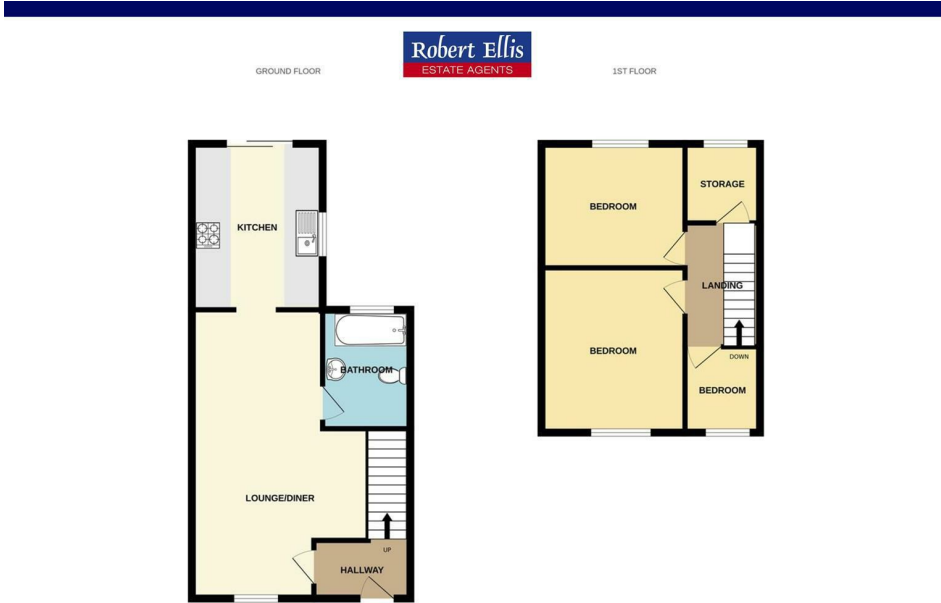 Robert Ellis
ESTATE AGENTS
GROUND FLOOR
1ST FLOOR
KITCHEN
BATHROOM
LOUNGE/DINER
UP
HALLWAY
BEDROOM
STORAGE
LANDING
BEDROOM
DOWN
BEDROOM